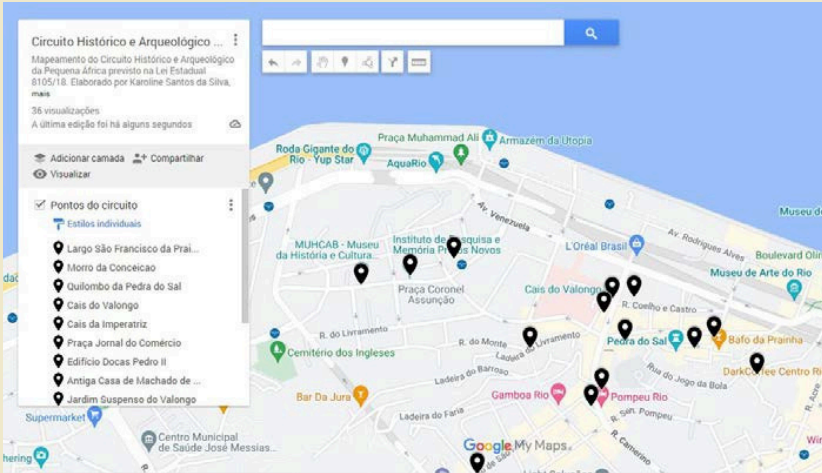 Circuito Histórico e Arqueológico ...
Mapeamento do Circuito Histórico e Arqueológico
da Pequena África previsto na Lei Estadual
8105/18. Elaborado por Karoline Santos da Silva,
mais
36 visualizações
A última edição foi há alguns segundos
Adicionar camada
Compartilhar
Visualizar
Pontos do circuito
Estilos individuais
Largo São Francisco da Prai...
Morro da Conceicao
Quilombo da Pedra do Sal
Cais do Valongo
Cais da Imperatriz
Praça Jornal do Comércio
Edifício Docas Pedro II
Antiga Casa de Machado de ...
Jardim Suspenso do Valongo
Supermarket
Centro Municipal
de Saúde José Messias...
hering
Praça Muhammad Ali
Armazém da Utopia
Roda Gigante do
Rio - Yup Star
AquaRio
Av. Venezuela
Av. Rodrigues Alves
Museu do
MUHCAB - Museu
da História e Cultura...
Instituto de Pesquisa e
Memória Pretos Novos
L'Oréal Brasil
Boulevard Olím
Museu de Arte do Rio
Praça Coronel
Assunção
Cais do Valongo
R. Coelho e Castro
R. do Livramento
R. do Monte
Ladeira do Livramento
Pedra do Sal
Bafo da Prainha
Cemitério dos Ingleses
Ladeira do Barroso
Rua do Jogo da Bola
DarkCoffee Centro Ri
Bar Da Jura
Gamboa Rio
Pompeu Rio
R. Acre
Ladeira do Faria
R. Sen. Pompeu
R. Camerino
Google My Maps
Win